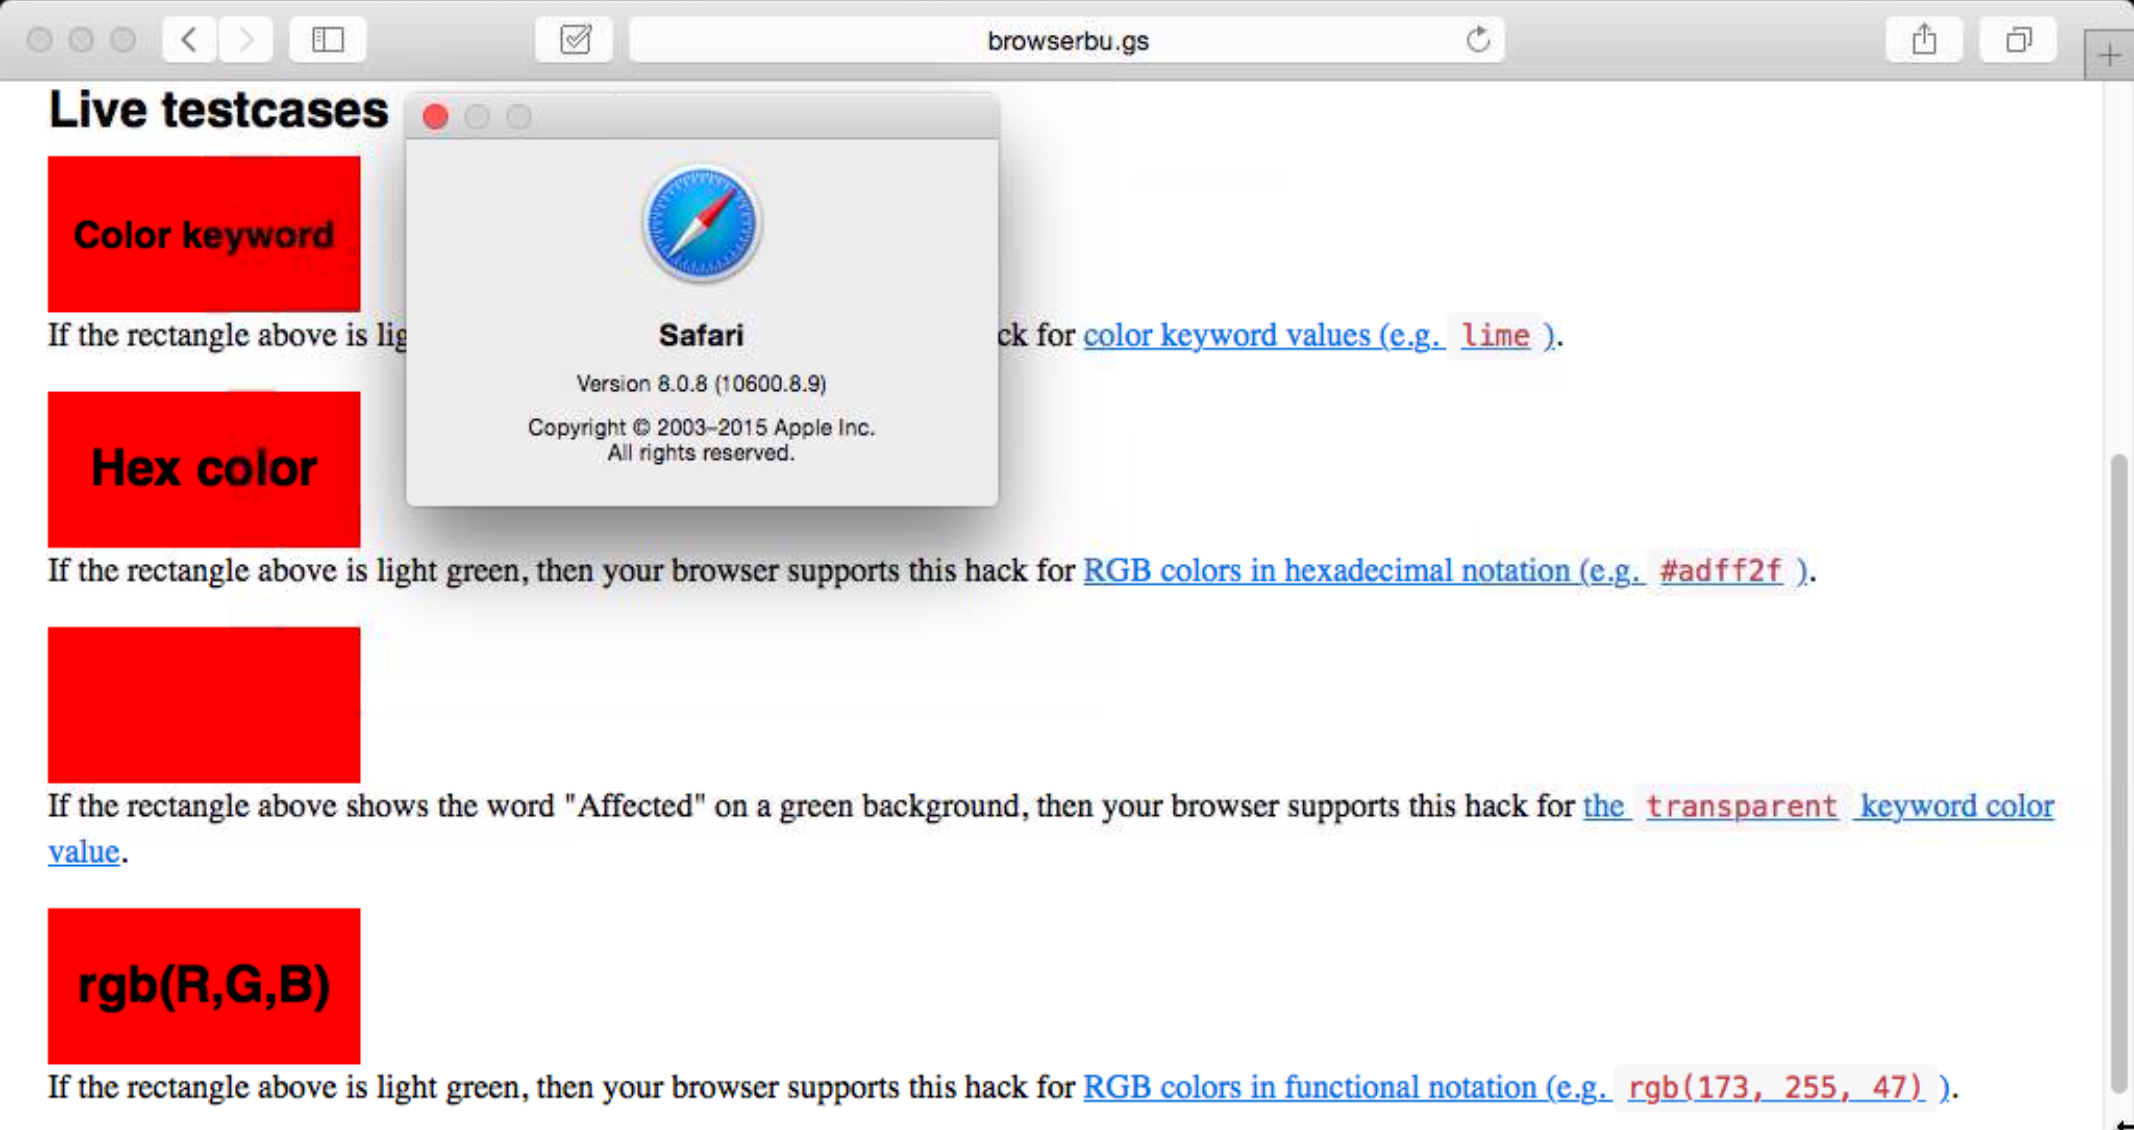 browserbu.gs
Live testcases
Color keyword
If the rectangle above is lig
ck for color keyword values (e.g. lime ).
Safari
Version 8.0.8 (10600.8.9)
Copyright © 2003–2015 Apple Inc.
All rights reserved.
Hex color
If the rectangle above is light green, then your browser supports this hack for RGB colors in hexadecimal notation (e.g. #adff2f ).
If the rectangle above shows the word "Affected" on a green background, then your browser supports this hack for the transparent keyword color
value.
rgb(R,G,B)
If the rectangle above is light green, then your browser supports this hack for RGB colors in functional notation (e.g. rgb(173, 255, 47) ).